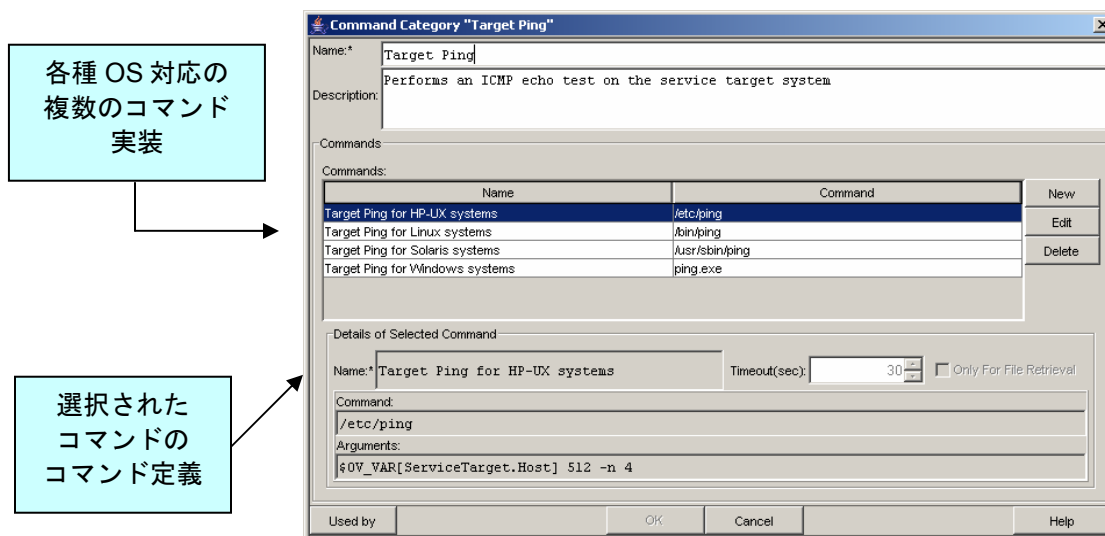 各種 OS 対応の
複数のコマンド
実装
選択された
コマンドの
コマンド定義
Command Category "Target Ping"
Name:* Target Ping
Description: Performs an ICMP echo test on the service target system
Commands
Commands:
Name Command
Target Ping for HP-UX systems /etc/ping
Target Ping for Linux systems /bin/ping
Target Ping for Solaris systems /usr/sbin/ping
Target Ping for Windows systems ping.exe
New
Edit
Delete
Details of Selected Command
Name:* Target Ping for HP-UX systems Timeout(sec): 30 Only For File Retrieval
Command:
/etc/ping
Arguments:
$OV_VAR[ServiceTarget.Host] 512 -n 4
Used by OK Cancel Help